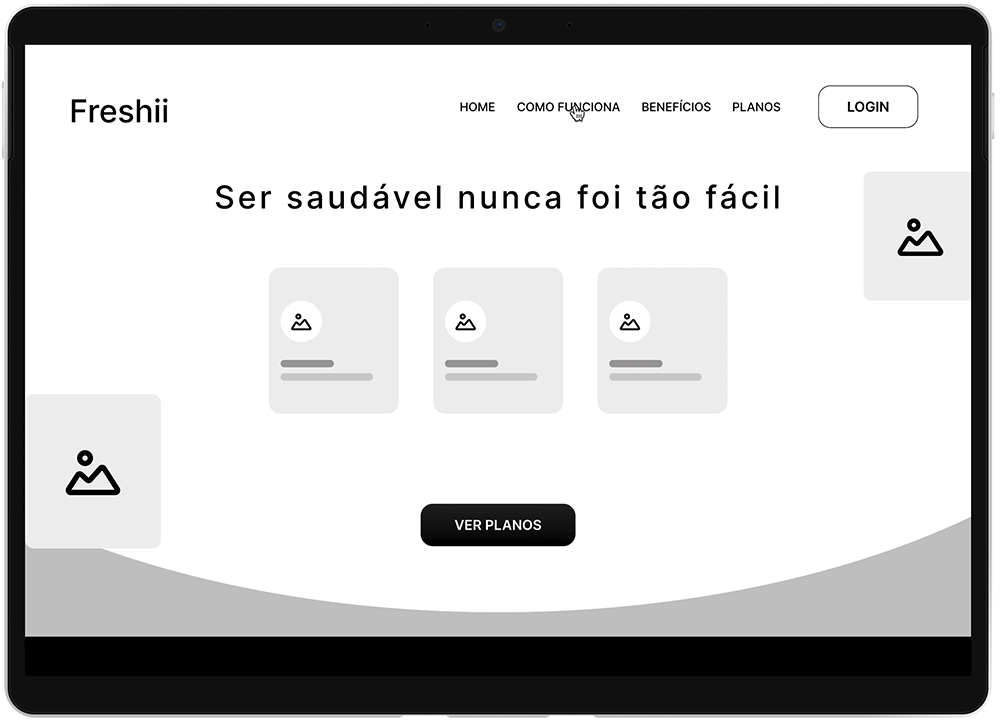 Freshii
HOME COMO FUNCIONA BENEFÍCIOS PLANOS LOGIN
Ser saudável nunca foi tão fácil
VER PLANOS